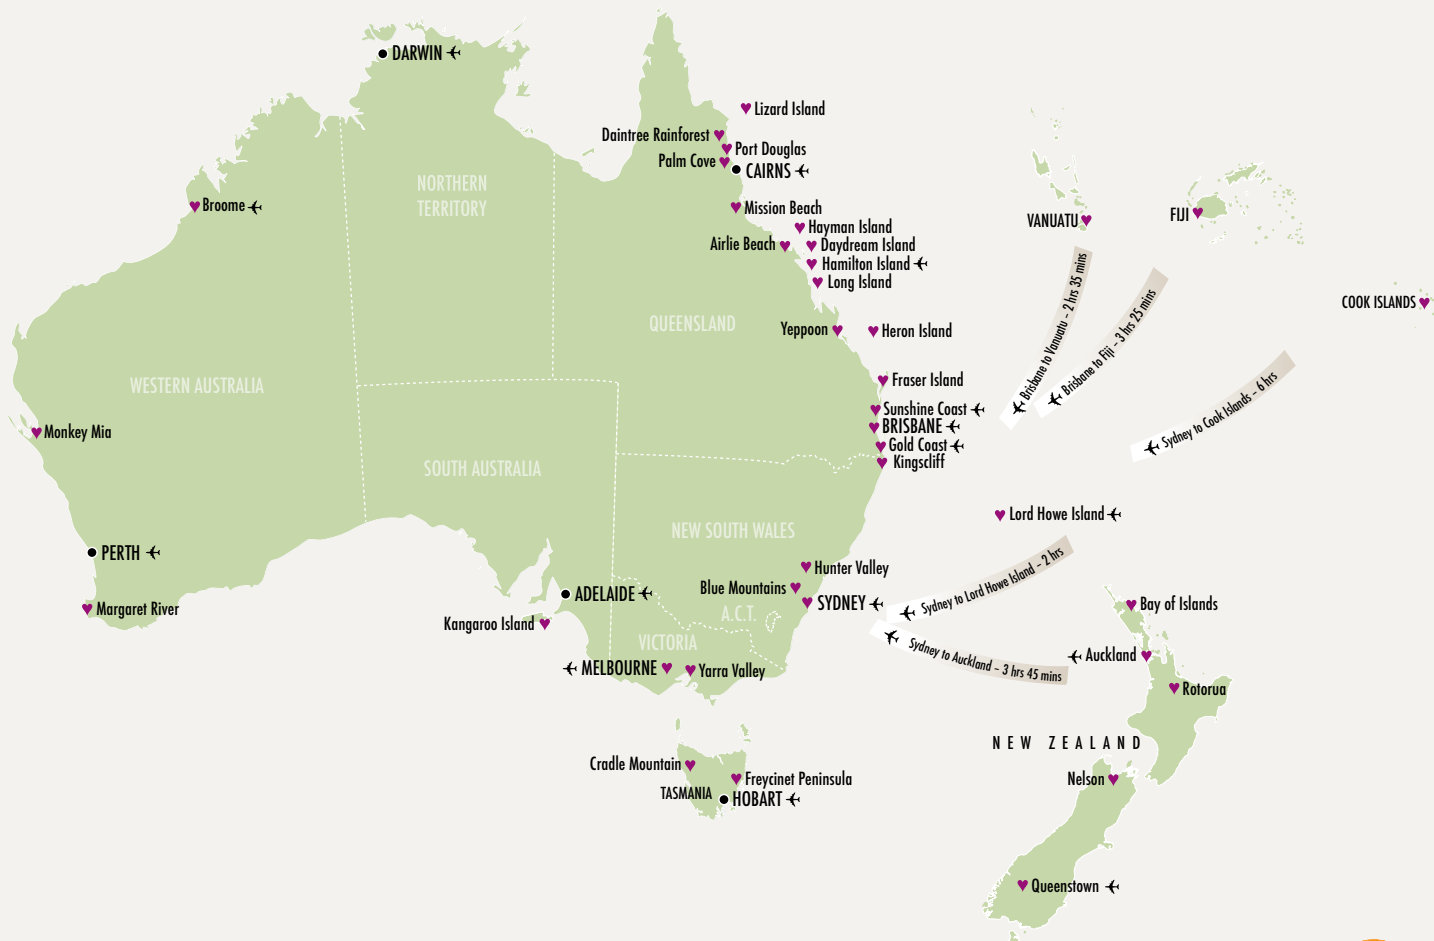 DARWIN
Lizard Island
Daintree Rainforest
Port Douglas
Palm Cove
CAIRNS
NORTHERN
TERRITORY
Broome
Mission Beach
Hayman Island
Airlie Beach
Daydream Island
Hamilton Island
Long Island
VANUATU
FIJI
COOK ISLANDS
QUEENSLAND
Yeppoon
Heron Island
Brisbane to Vanuatu – 2 hrs 35 mins
Brisbane to Fiji – 3 hrs 25 mins
Sydney to Cook Islands – 6 hrs
WESTERN AUSTRALIA
Fraser Island
Sunshine Coast
BRISBANE
Gold Coast
Kingscliff
Monkey Mia
SOUTH AUSTRALIA
NEW SOUTH WALES
Lord Howe Island
PERTH
Hunter Valley
Blue Mountains
SYDNEY
Sydney to Lord Howe Island – 2 hrs
ADELAIDE
A.C.T.
Margaret River
Kangaroo Island
VICTORIA
Sydney to Auckland – 3 hrs 45 mins
Bay of Islands
Auckland
MELBOURNE
Yarra Valley
Rotorua
NEW ZEALAND
Cradle Mountain
Freycinet Peninsula
TASMANIA
HOBART
Nelson
Queenstown